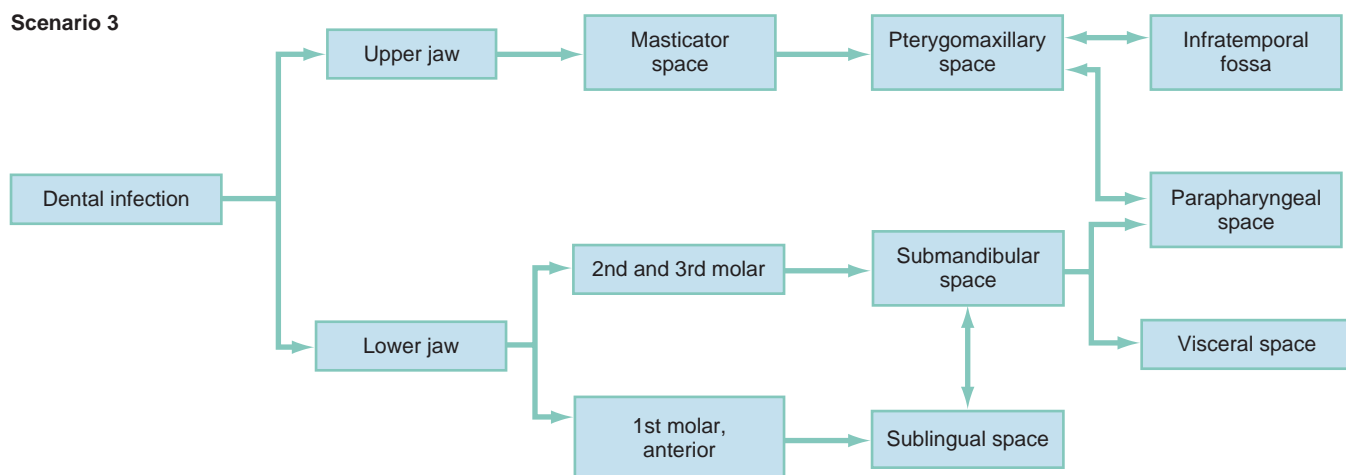 Scenario 3
Upper jaw
Masticator
space
Pterygomaxillary
space
Infratemporal
fossa
Dental infection
Parapharyngeal
space
2nd and 3rd molar
Submandibular
space
Lower jaw
Visceral space
1st molar,
anterior
Sublingual space